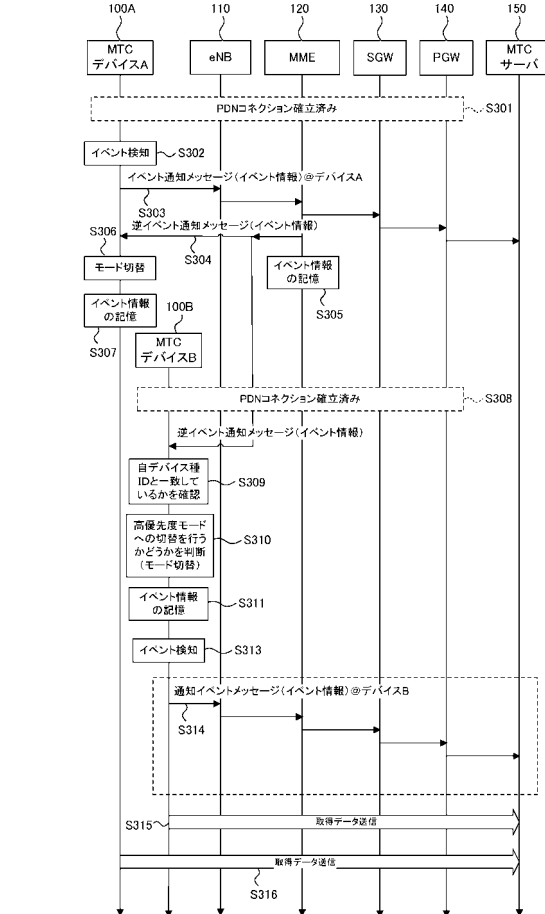 100A
110
120
130
140
150
MTC
デバイスA
eNB
MME
SGW
PGW
MTC
サーバ
PDNコネクション確立済み
S301
イベント検知
S302
イベント通知メッセージ(イベント情報)@デバイスA
S303
逆イベント通知メッセージ(イベント情報)
S304
S306
モード切替
イベント情報
の記憶
S305
イベント情報
の記憶
S307
100B
MTC
デバイスB
PDNコネクション確立済み
S308
逆イベント通知メッセージ(イベント情報)
自デバイス種
IDと一致して
いるかを確認
S309
高優先度モード
への切替を行う
かどうかを判断
(モード切替)
S310
イベント情報
の記憶
S311
イベント検知
S313
通知イベントメッセージ(イベント情報)@デバイスB
S314
S315
取得データ送信
取得データ送信
S316